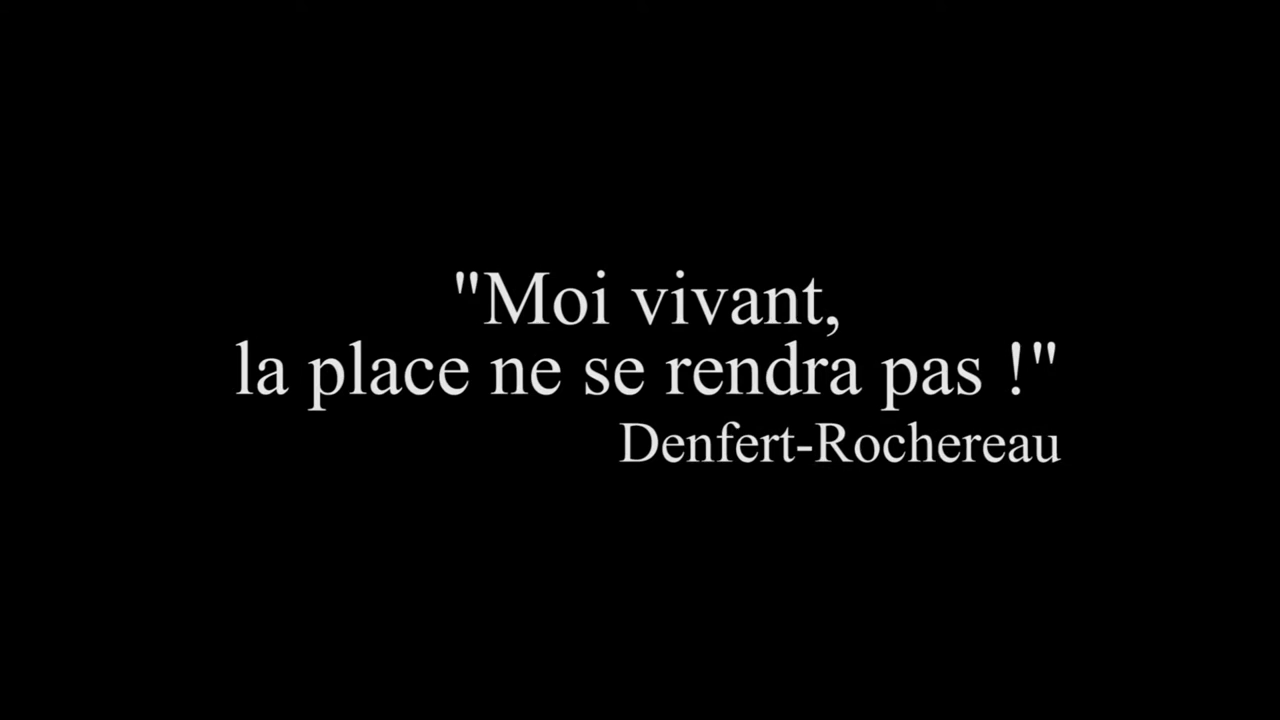 "Moi vivant,
la place ne se rendra pas !"
Denfert-Rochereau